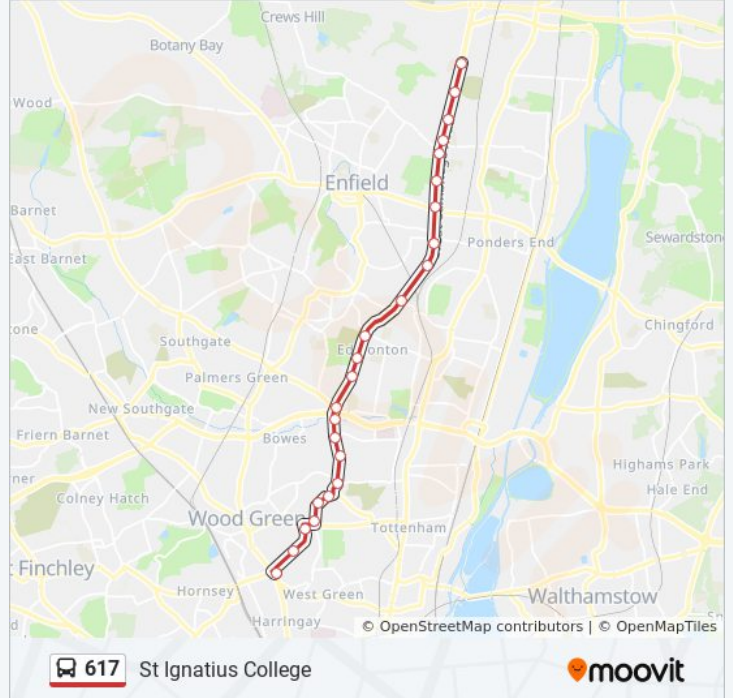 Crews Hill
Botany Bay
Wood
Enfield
Barnet
Ponders End
Sewardston
East Barnet
Chingford
Southgate
Edmonton
Palmers Green
New Southgate
Friern Barnet
Bowes
Highams Park
Hale End
Colney Hatch
Wood Green
Tottenham
Finchley
Hornsey
West Green
Walthamstow
Harringay
© OpenStreetMap contributors | © OpenMapTiles
617 St Ignatius College
moovit